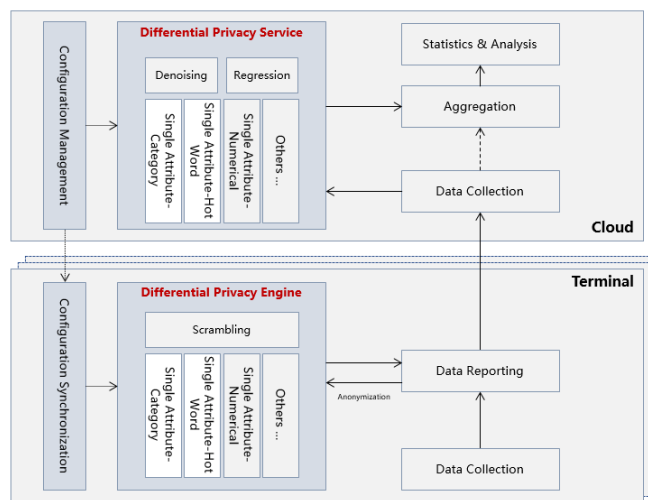 Configuration Management
Differential Privacy Service
Denoising
Regression
Single Attribute-
Category
Single Attribute-Hot
Word
Single Attribute-
Numerical
Others ...
Statistics & Analysis
Aggregation
Data Collection
Cloud
Terminal
Configuration Synchronization
Differential Privacy Engine
Scrambling
Single Attribute-
Category
Single Attribute-Hot
Word
Single Attribute-
Numerical
Others ...
Anonymization
Data Reporting
Data Collection